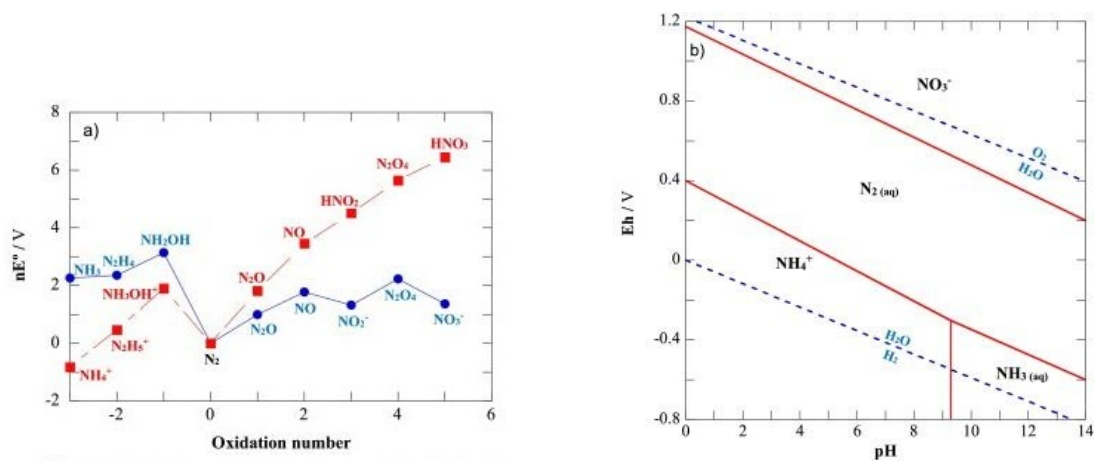 a)
nE° / V
8
6
4
2
0
-2
-2
0
2
4
6
Oxidation number
NH₃
N₂H₄
NH₂OH
NH₃OH⁺
N₂H₅⁺
NH₄⁺
N₂
N₂O
NO
HNO₂
N₂O₄
HNO₃
N₂O
NO
NO₂⁻
N₂O₄
NO₃⁻
b)
Eh / V
1.2
0.8
0.4
0
-0.4
-0.8
0
2
4
6
8
10
12
14
pH
NO₃⁻
O₂
H₂O
N₂ (aq)
NH₄⁺
H₂O
H₂
NH₃ (aq)